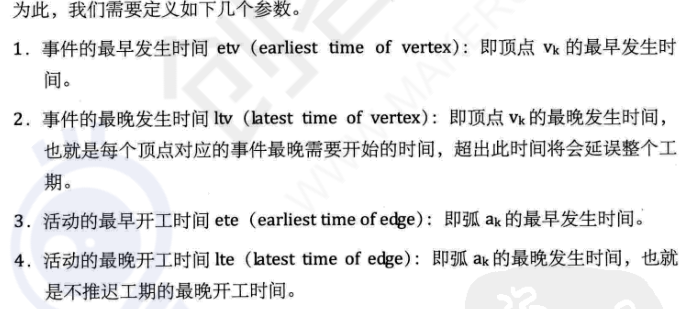 为此，我们需要定义如下几个参数。
1．事件的最早发生时间 etv（earliest time of vertex）：即顶点 vk 的最早发生时
间。
2．事件的最晚发生时间 ltv（latest time of vertex）：即顶点 vk 的最晚发生时间，
也就是每个顶点对应的事件最晚需要开始的时间，超出此时间将会延误整个工
期。
3．活动的最早开工时间 ete（earliest time of edge）：即弧 ak 的最早发生时间。
4．活动的最晚开工时间 lte（latest time of edge）：即弧 ak 的最晚发生时间，也就
是不推迟工期的最晚开工时间。